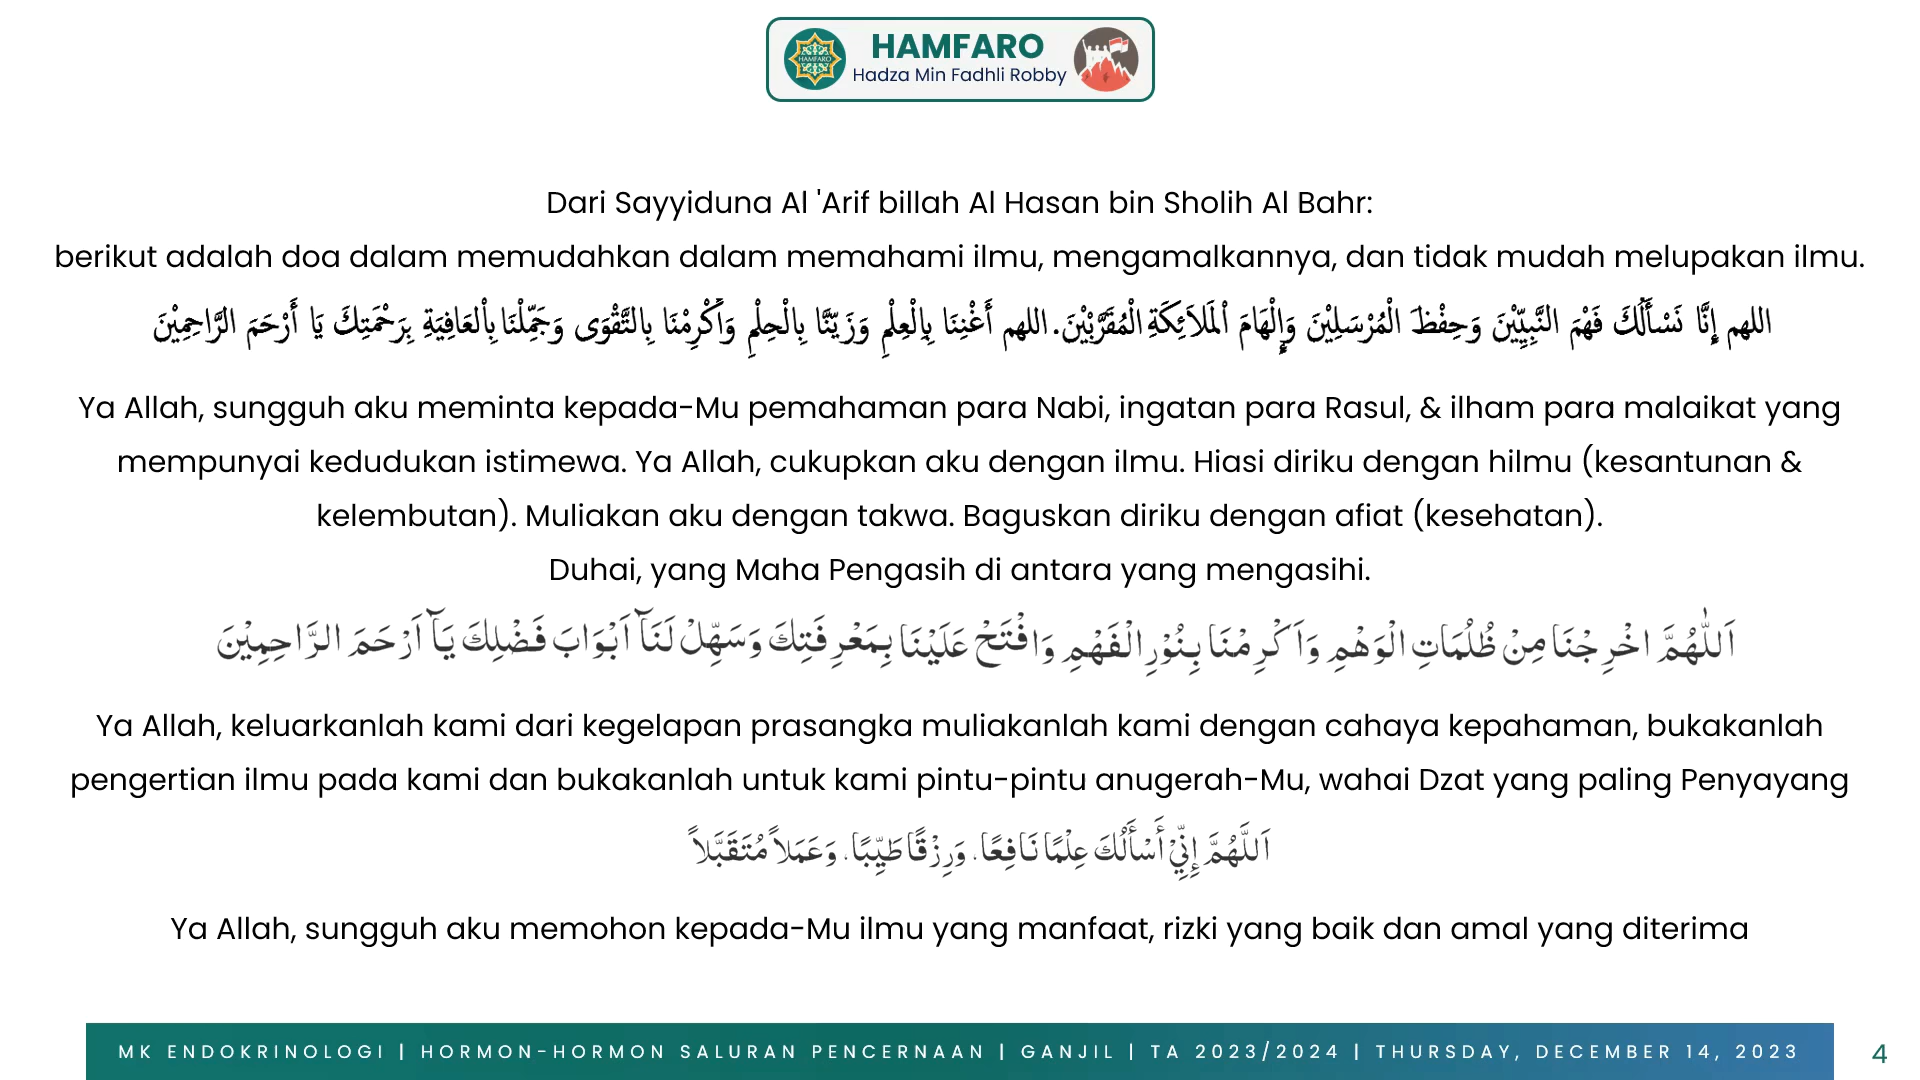 HAMFARO
HAMFARO
Hadza Min Fadhli Robby
Dari Sayyiduna Al 'Arif billah Al Hasan bin Sholih Al Bahr:
berikut adalah doa dalam memudahkan dalam memahami ilmu, mengamalkannya, dan tidak mudah melupakan ilmu.
اللهم إِنَّا نَسْأَلُكَ فَهْمَ النَّبِيِّيْنَ وَحِفْظَ الْمُرْسَلِيْنَ وَإِلْهَامَ اْلمَلاَئِكَةِ الْمُقَرَّبْيْنَ. اللهم أَغْنِنَا بِالْعِلْمِ وَزَيِّنَّا بِالْحِلْمِ وَأَكْرِمْنَا بِالتَّقْوَى وَجَمِّلْنَا بِاْلعَافِيَةِ بِرَحْمَتِكَ يَا أَرْحَمَ الرَّاحِمِيْنَ
Ya Allah, sungguh aku meminta kepada-Mu pemahaman para Nabi, ingatan para Rasul, & ilham para malaikat yang
mempunyai kedudukan istimewa. Ya Allah, cukupkan aku dengan ilmu. Hiasi diriku dengan hilmu (kesantunan &
kelembutan). Muliakan aku dengan takwa. Baguskan diriku dengan afiat (kesehatan).
Duhai, yang Maha Pengasih di antara yang mengasihi.
اَللّٰهُمَّ اخْرِجْنَا مِنْ ظُلُمَاتِ الْوَهْمِ وَاَكْرِمْنَا بِنُوْرِ الْفَهْمِ وَافْتَحْ عَلَيْنَا بِمَعْرِفَتِكَ وَسَهِّلْ لَنَآ اَبْوَابَ فَضْلِكَ يَآ اَرْحَمَ الرَّاحِمِيْنَ
Ya Allah, keluarkanlah kami dari kegelapan prasangka muliakanlah kami dengan cahaya kepahaman, bukakanlah
pengertian ilmu pada kami dan bukakanlah untuk kami pintu-pintu anugerah-Mu, wahai Dzat yang paling Penyayang
اَللَّهُمَّ إِنِّيْ أَسْأَلُكَ عِلْمًا نَافِعًا. وَرِزْقًا طَيِّبًا. وَعَمَلاً مُتَقَبَّلاً
Ya Allah, sungguh aku memohon kepada-Mu ilmu yang manfaat, rizki yang baik dan amal yang diterima
MK ENDOKRINOLOGI | HORMON-HORMON SALURAN PENCERNAAN | GANJIL | TA 2023/2024 | THURSDAY, DECEMBER 14, 2023
4